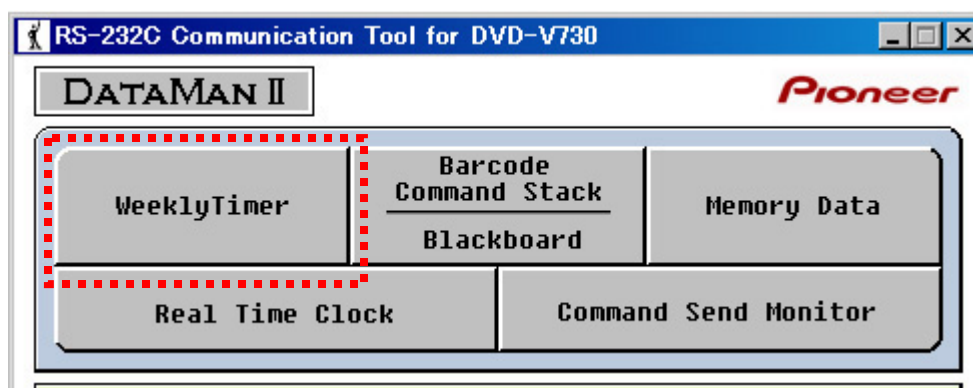 RS-232C Communication Tool for DVD-V730
DATAMAN II
Pioneer
WeeklyTimer
Barcode
Command Stack
Blackboard
Memory Data
Real Time Clock
Command Send Monitor